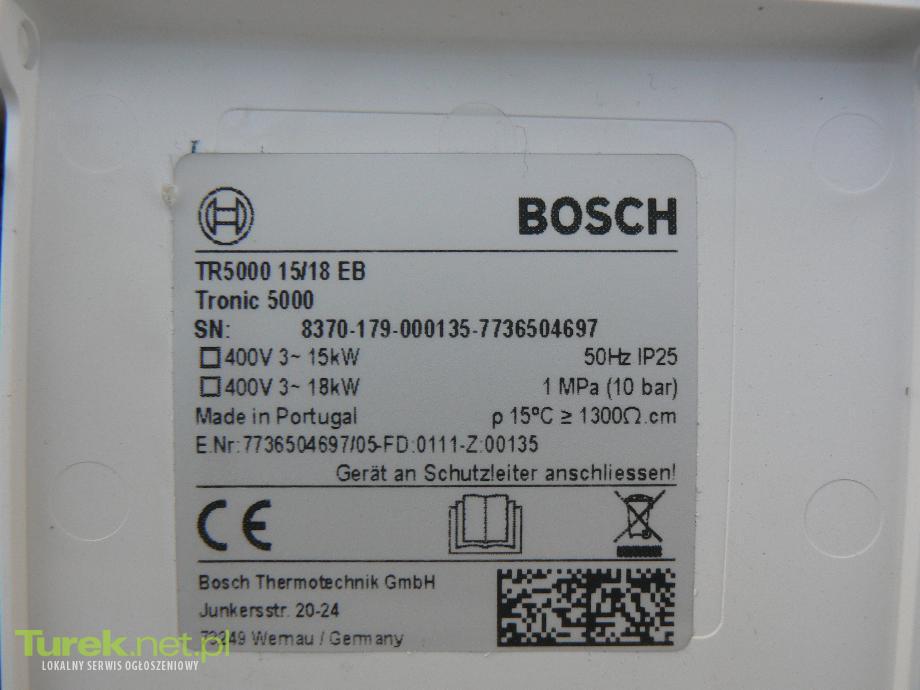 BOSCH
TR5000 15/18 EB
Tronic 5000
SN: 8370-179-000135-7736504697
400V 3~ 15kW 50Hz IP25
400V 3~ 18kW 1 MPa (10 bar)
Made in Portugal ρ 15ºC ≥ 1300Ω.cm
E.Nr:7736504697/05-FD:0111-Z:00135
Gerät an Schutzleiter anschliessen!
CE
Bosch Thermotechnik GmbH
Junkersstr. 20-24
73249 Wernau / Germany
Turek.net.pl
LOKALNY SERWIS OGŁOSZENIOWY